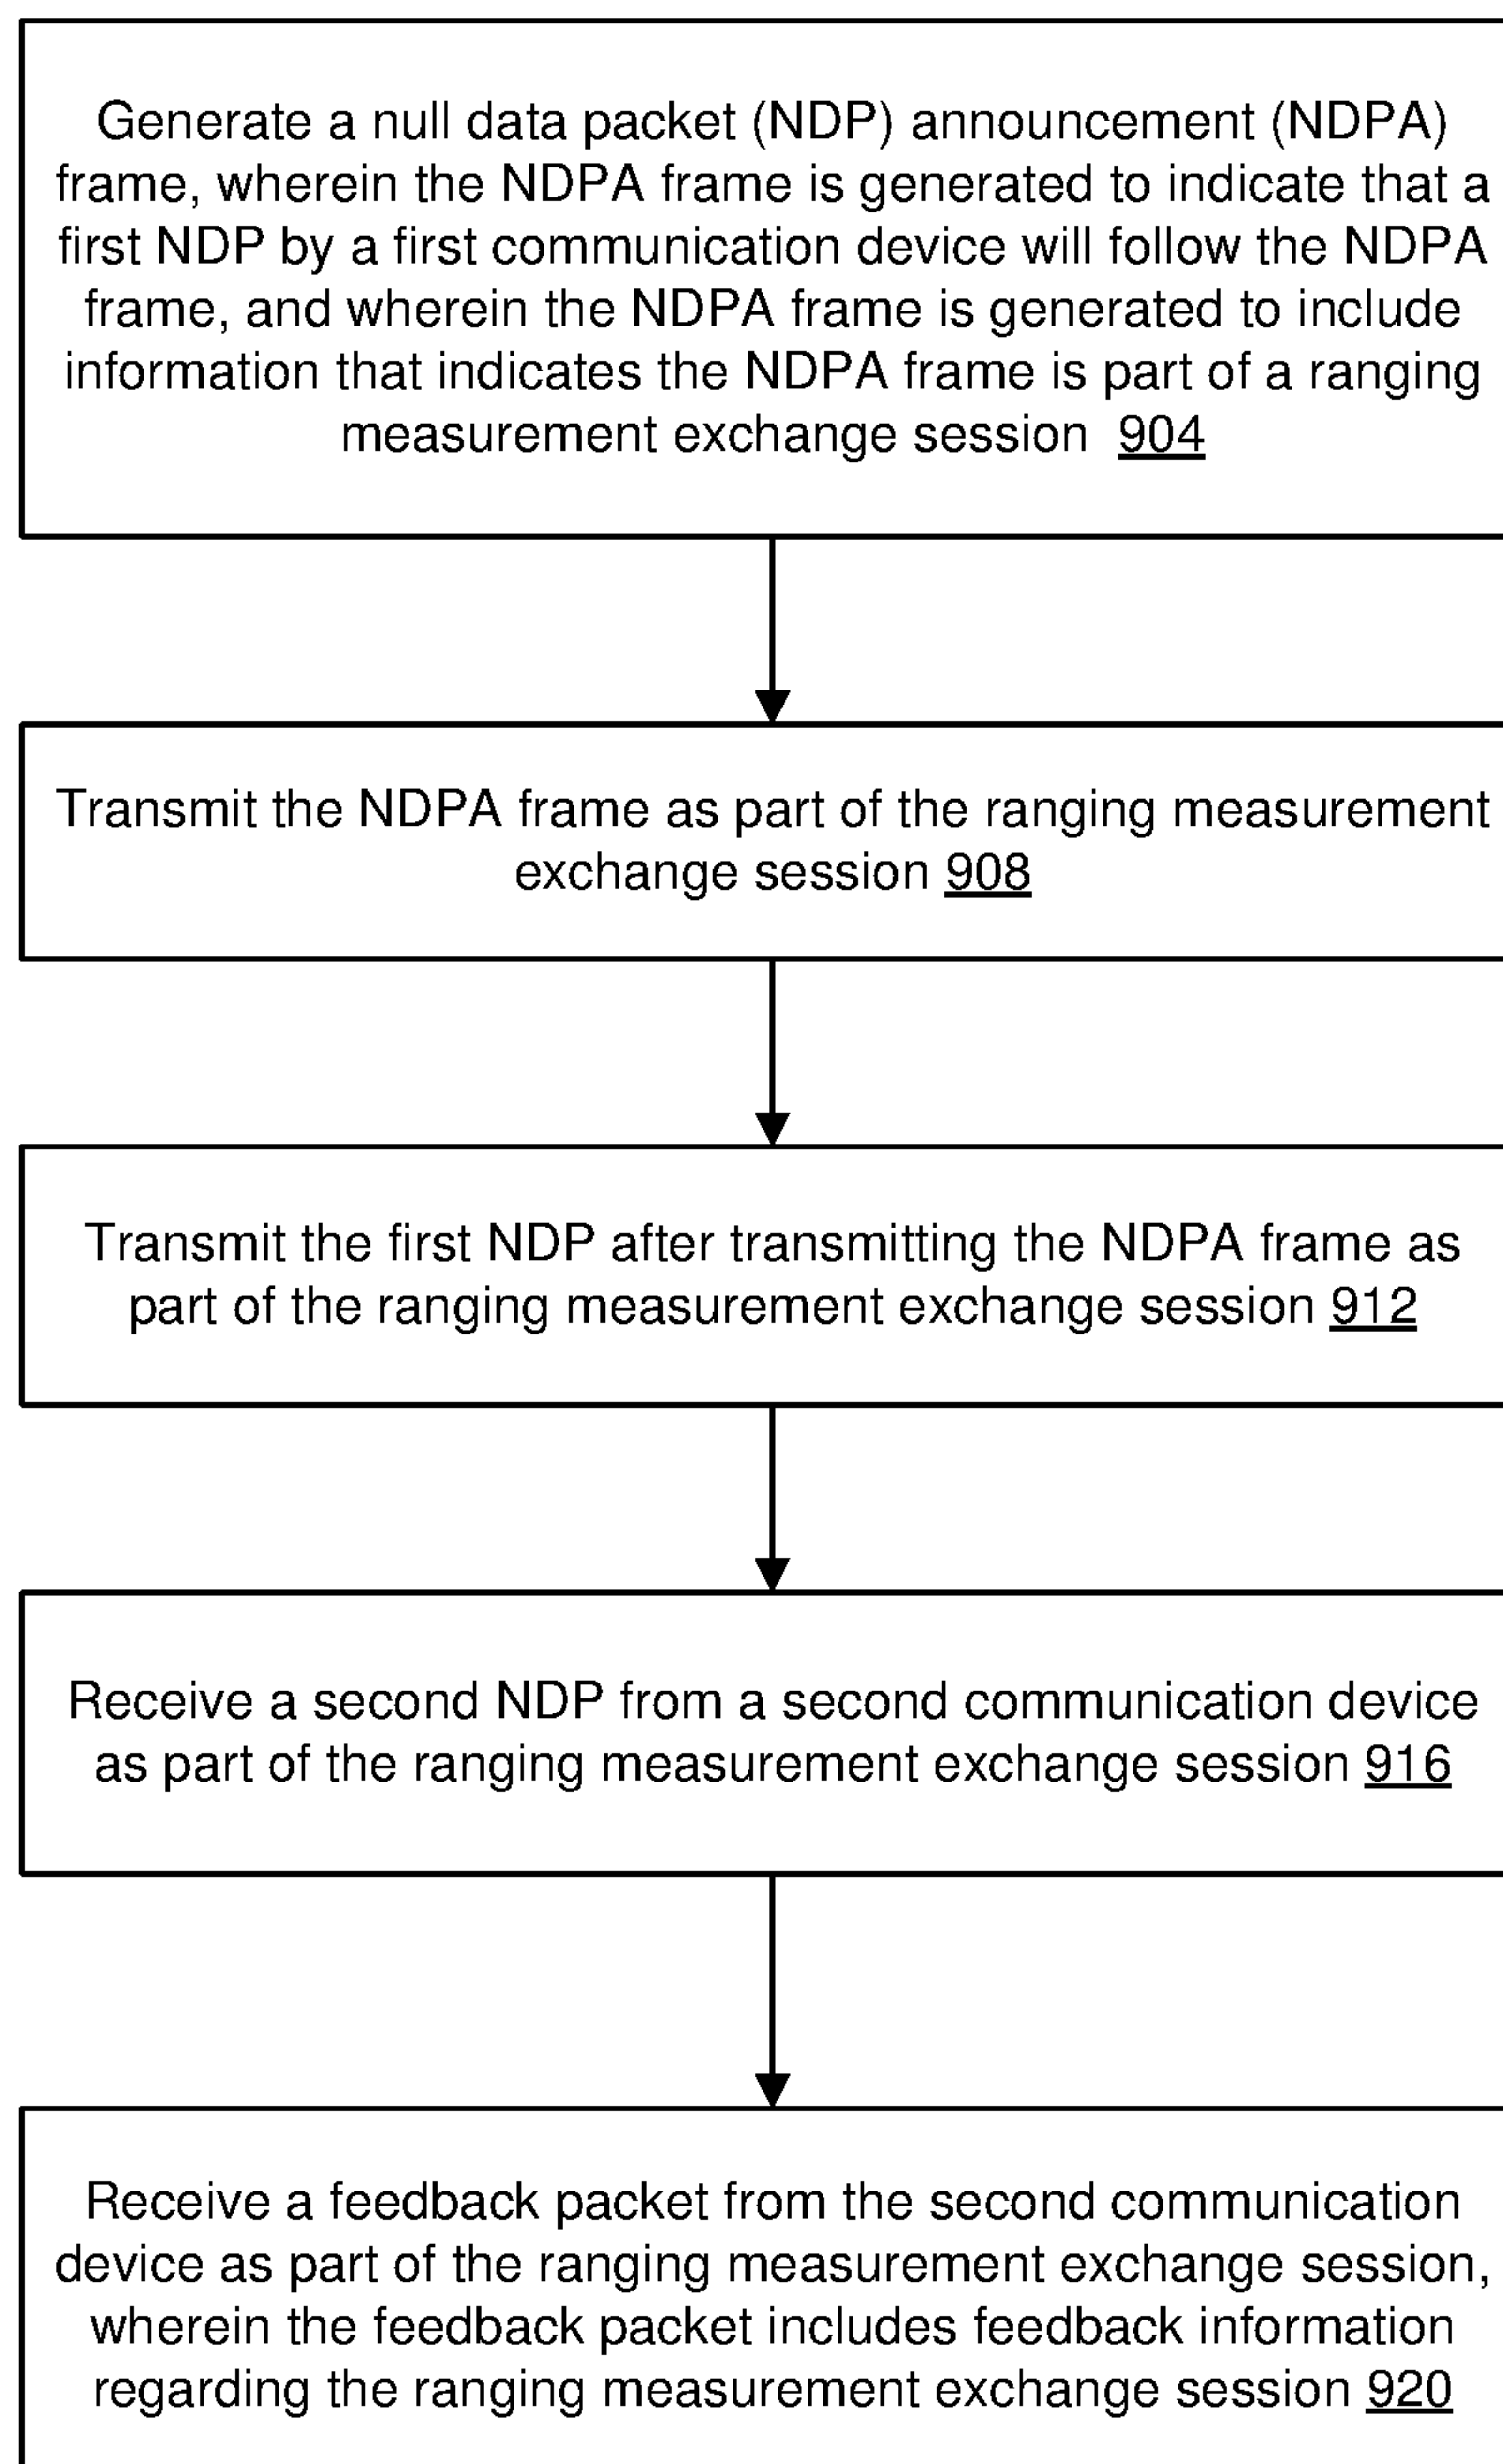 Generate a null data packet (NDP) announcement (NDPA)
frame, wherein the NDPA frame is generated to indicate that a
first NDP by a first communication device will follow the NDPA
frame, and wherein the NDPA frame is generated to include
information that indicates the NDPA frame is part of a ranging
measurement exchange session 904
Transmit the NDPA frame as part of the ranging measurement
exchange session 908
Transmit the first NDP after transmitting the NDPA frame as
part of the ranging measurement exchange session 912
Receive a second NDP from a second communication device
as part of the ranging measurement exchange session 916
Receive a feedback packet from the second communication
device as part of the ranging measurement exchange session,
wherein the feedback packet includes feedback information
regarding the ranging measurement exchange session 920